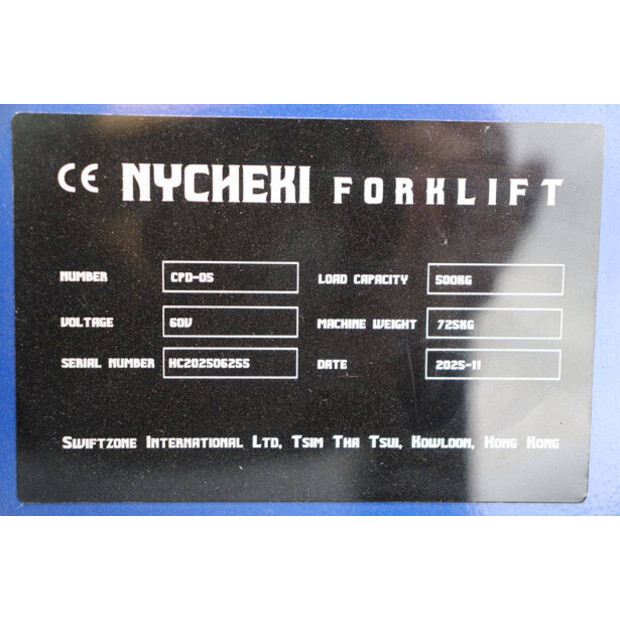 CE NYCHEKI FORKLIFT
NUMBER CPD-05 LOAD CAPACITY 500KG
VOLTAGE 60V MACHINE WEIGHT 725KG
SERIAL NUMBER HC202506255 DATE 2025-11
SWIFTZONE INTERNATIONAL LTD, TSIM THA TSUI, KOWLOON, HONG KONG